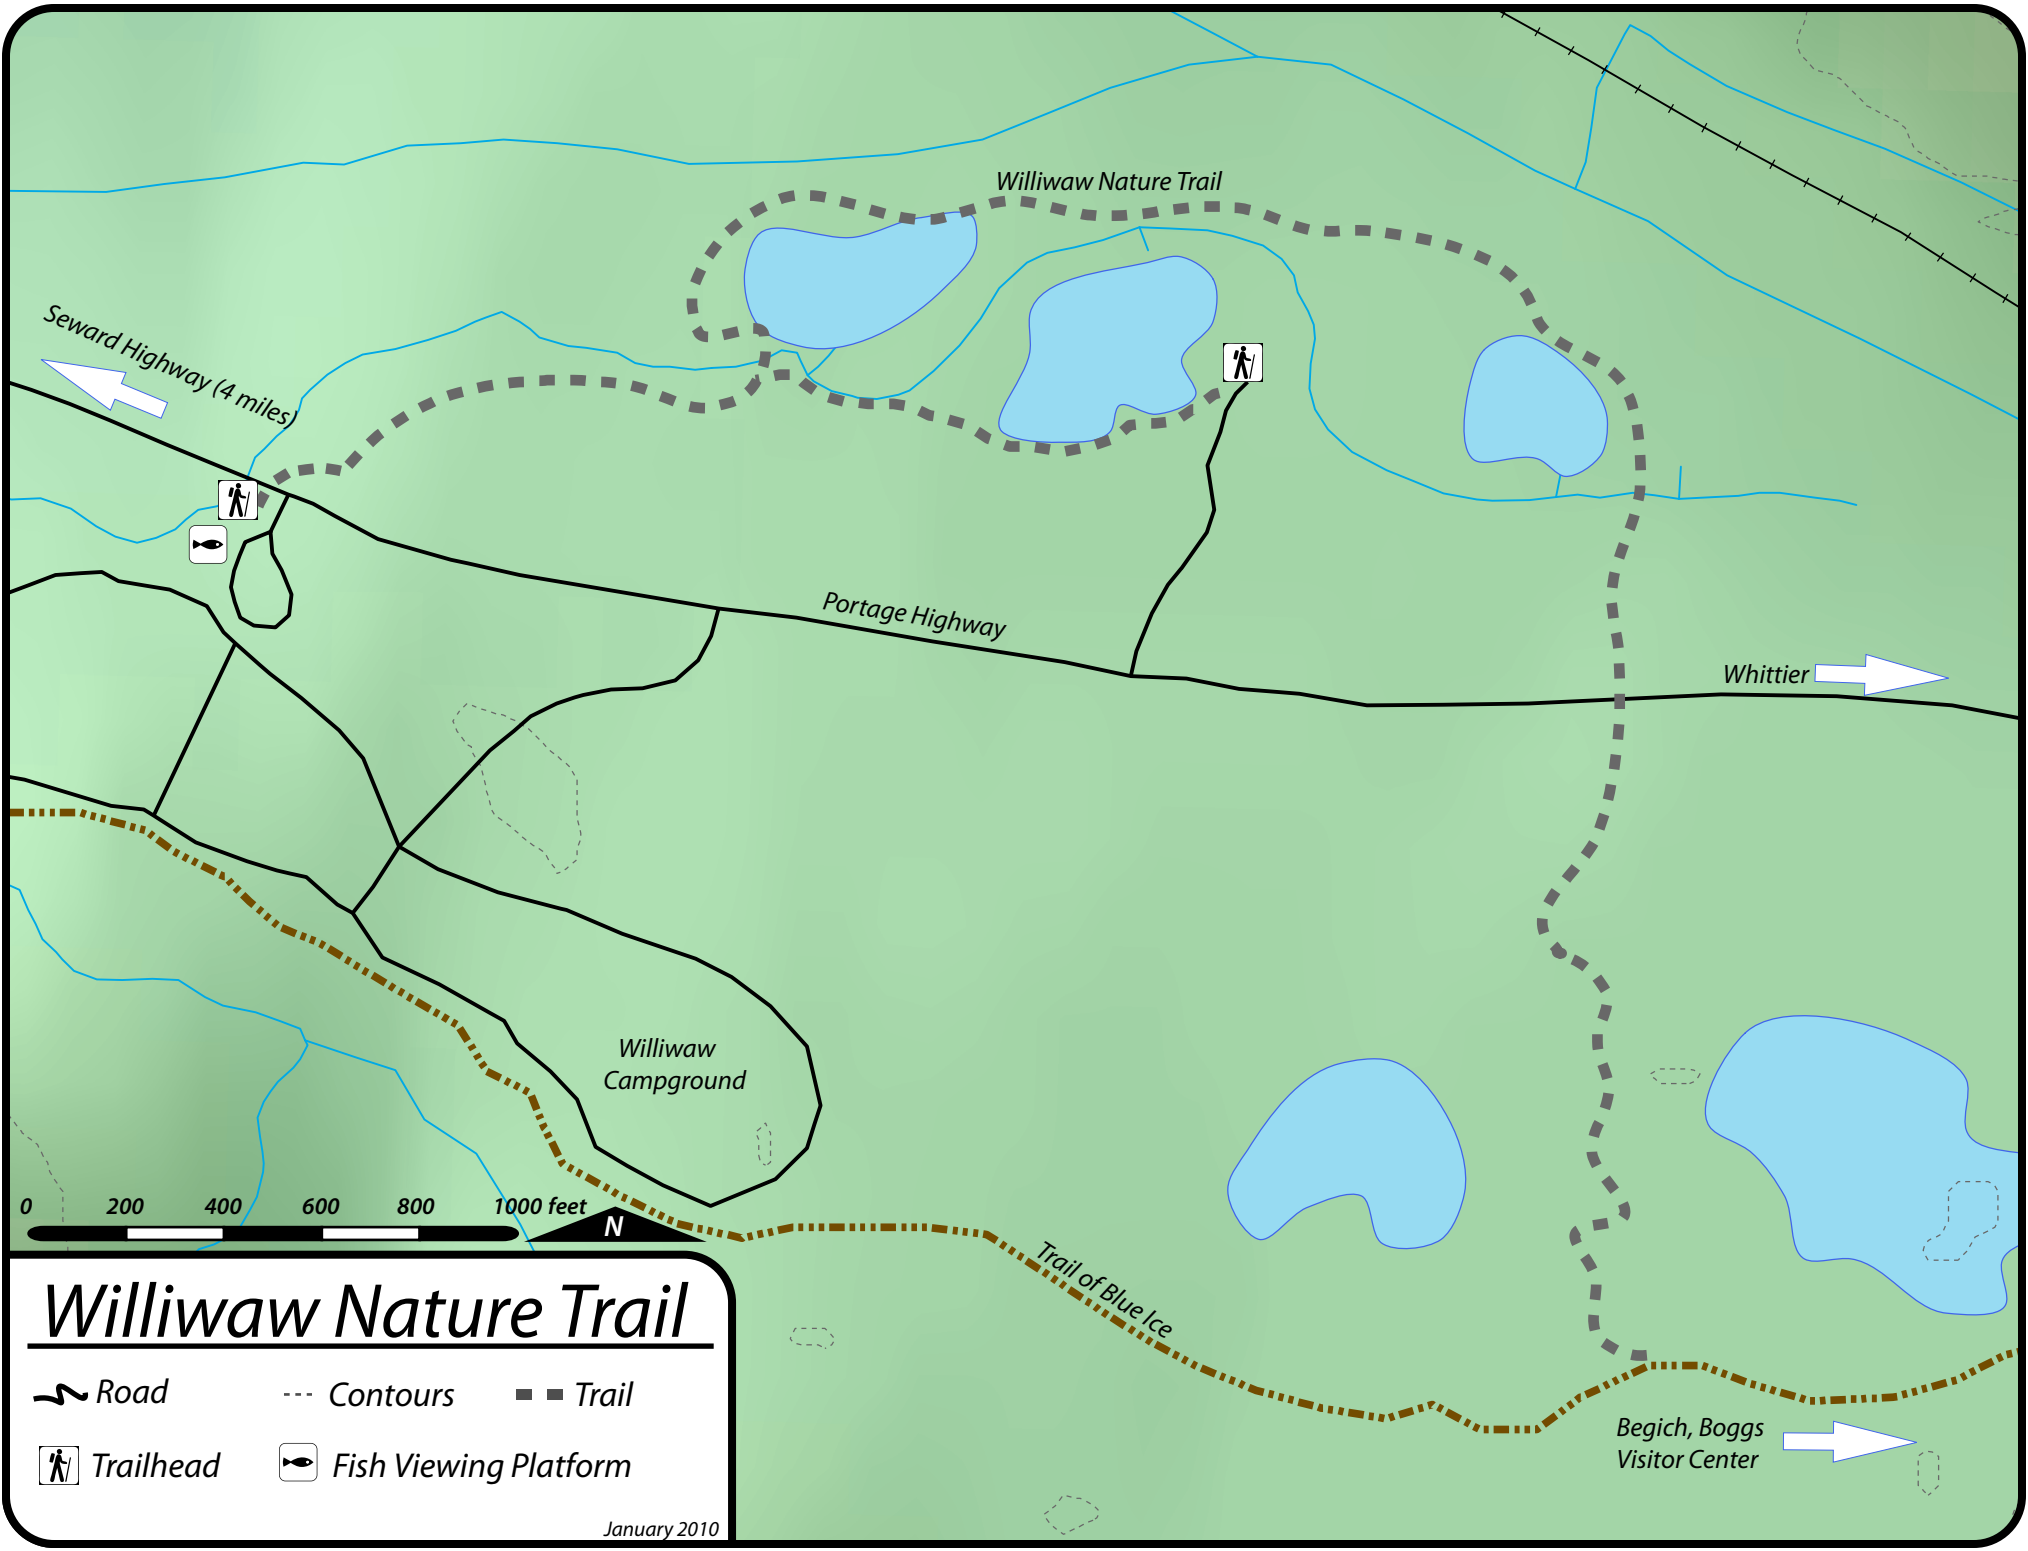 Williwaw Nature Trail
Seward Highway (4 miles)
Portage Highway
Whittier
Williwaw
Campground
0 200 400 600 800 1000 feet
N
Trail of Blue Ice
Begich, Boggs
Visitor Center
Williwaw Nature Trail
Road
Contours
Trail
Trailhead
Fish Viewing Platform
January 2010